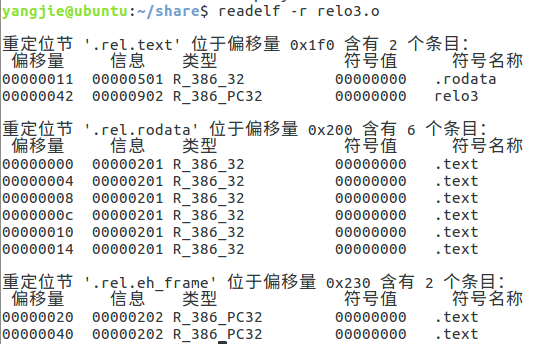 yangjie@ubuntu:~/share$ readelf -r relo3.o
重定位节 '.rel.text' 位于偏移量 0x1f0 含有 2 个条目：
偏移量 信息 类型 符号值 符号名称
00000011 00000501 R_386_32 00000000 .rodata
00000042 00000902 R_386_PC32 00000000 relo3
重定位节 '.rel.rodata' 位于偏移量 0x200 含有 6 个条目：
偏移量 信息 类型 符号值 符号名称
00000000 00000201 R_386_32 00000000 .text
00000004 00000201 R_386_32 00000000 .text
00000008 00000201 R_386_32 00000000 .text
0000000c 00000201 R_386_32 00000000 .text
00000010 00000201 R_386_32 00000000 .text
00000014 00000201 R_386_32 00000000 .text
重定位节 '.rel.eh_frame' 位于偏移量 0x230 含有 2 个条目：
偏移量 信息 类型 符号值 符号名称
00000020 00000202 R_386_PC32 00000000 .text
00000040 00000202 R_386_PC32 00000000 .text